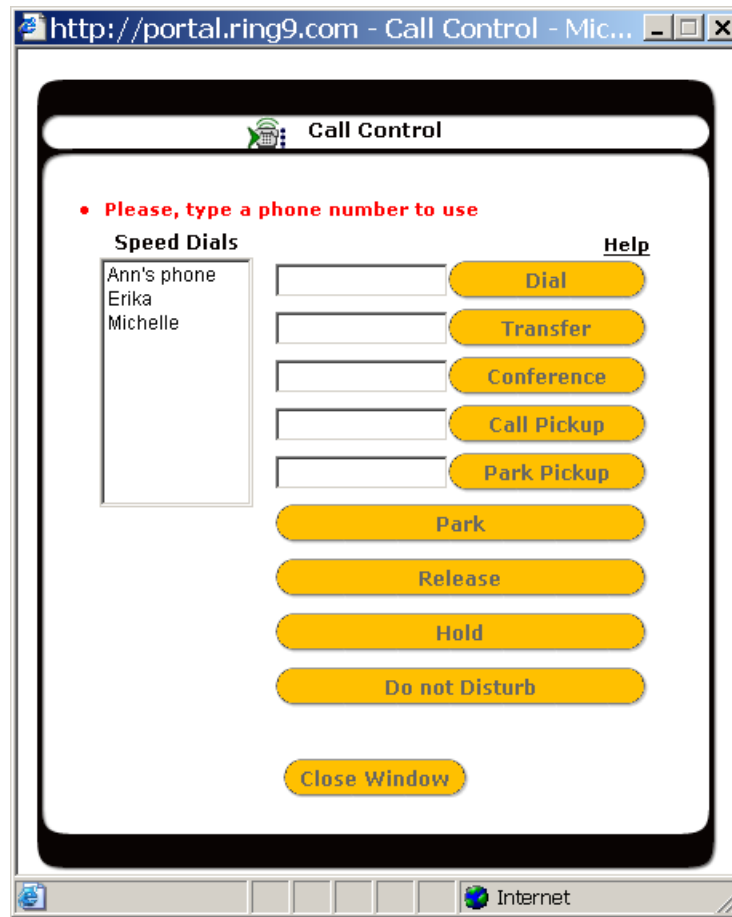 http://portal.ring9.com - Call Control - Mic...
Call Control
• Please, type a phone number to use
Speed Dials
Help
Ann's phone
Erika
Michelle
Dial
Transfer
Conference
Call Pickup
Park Pickup
Park
Release
Hold
Do not Disturb
Close Window
Internet